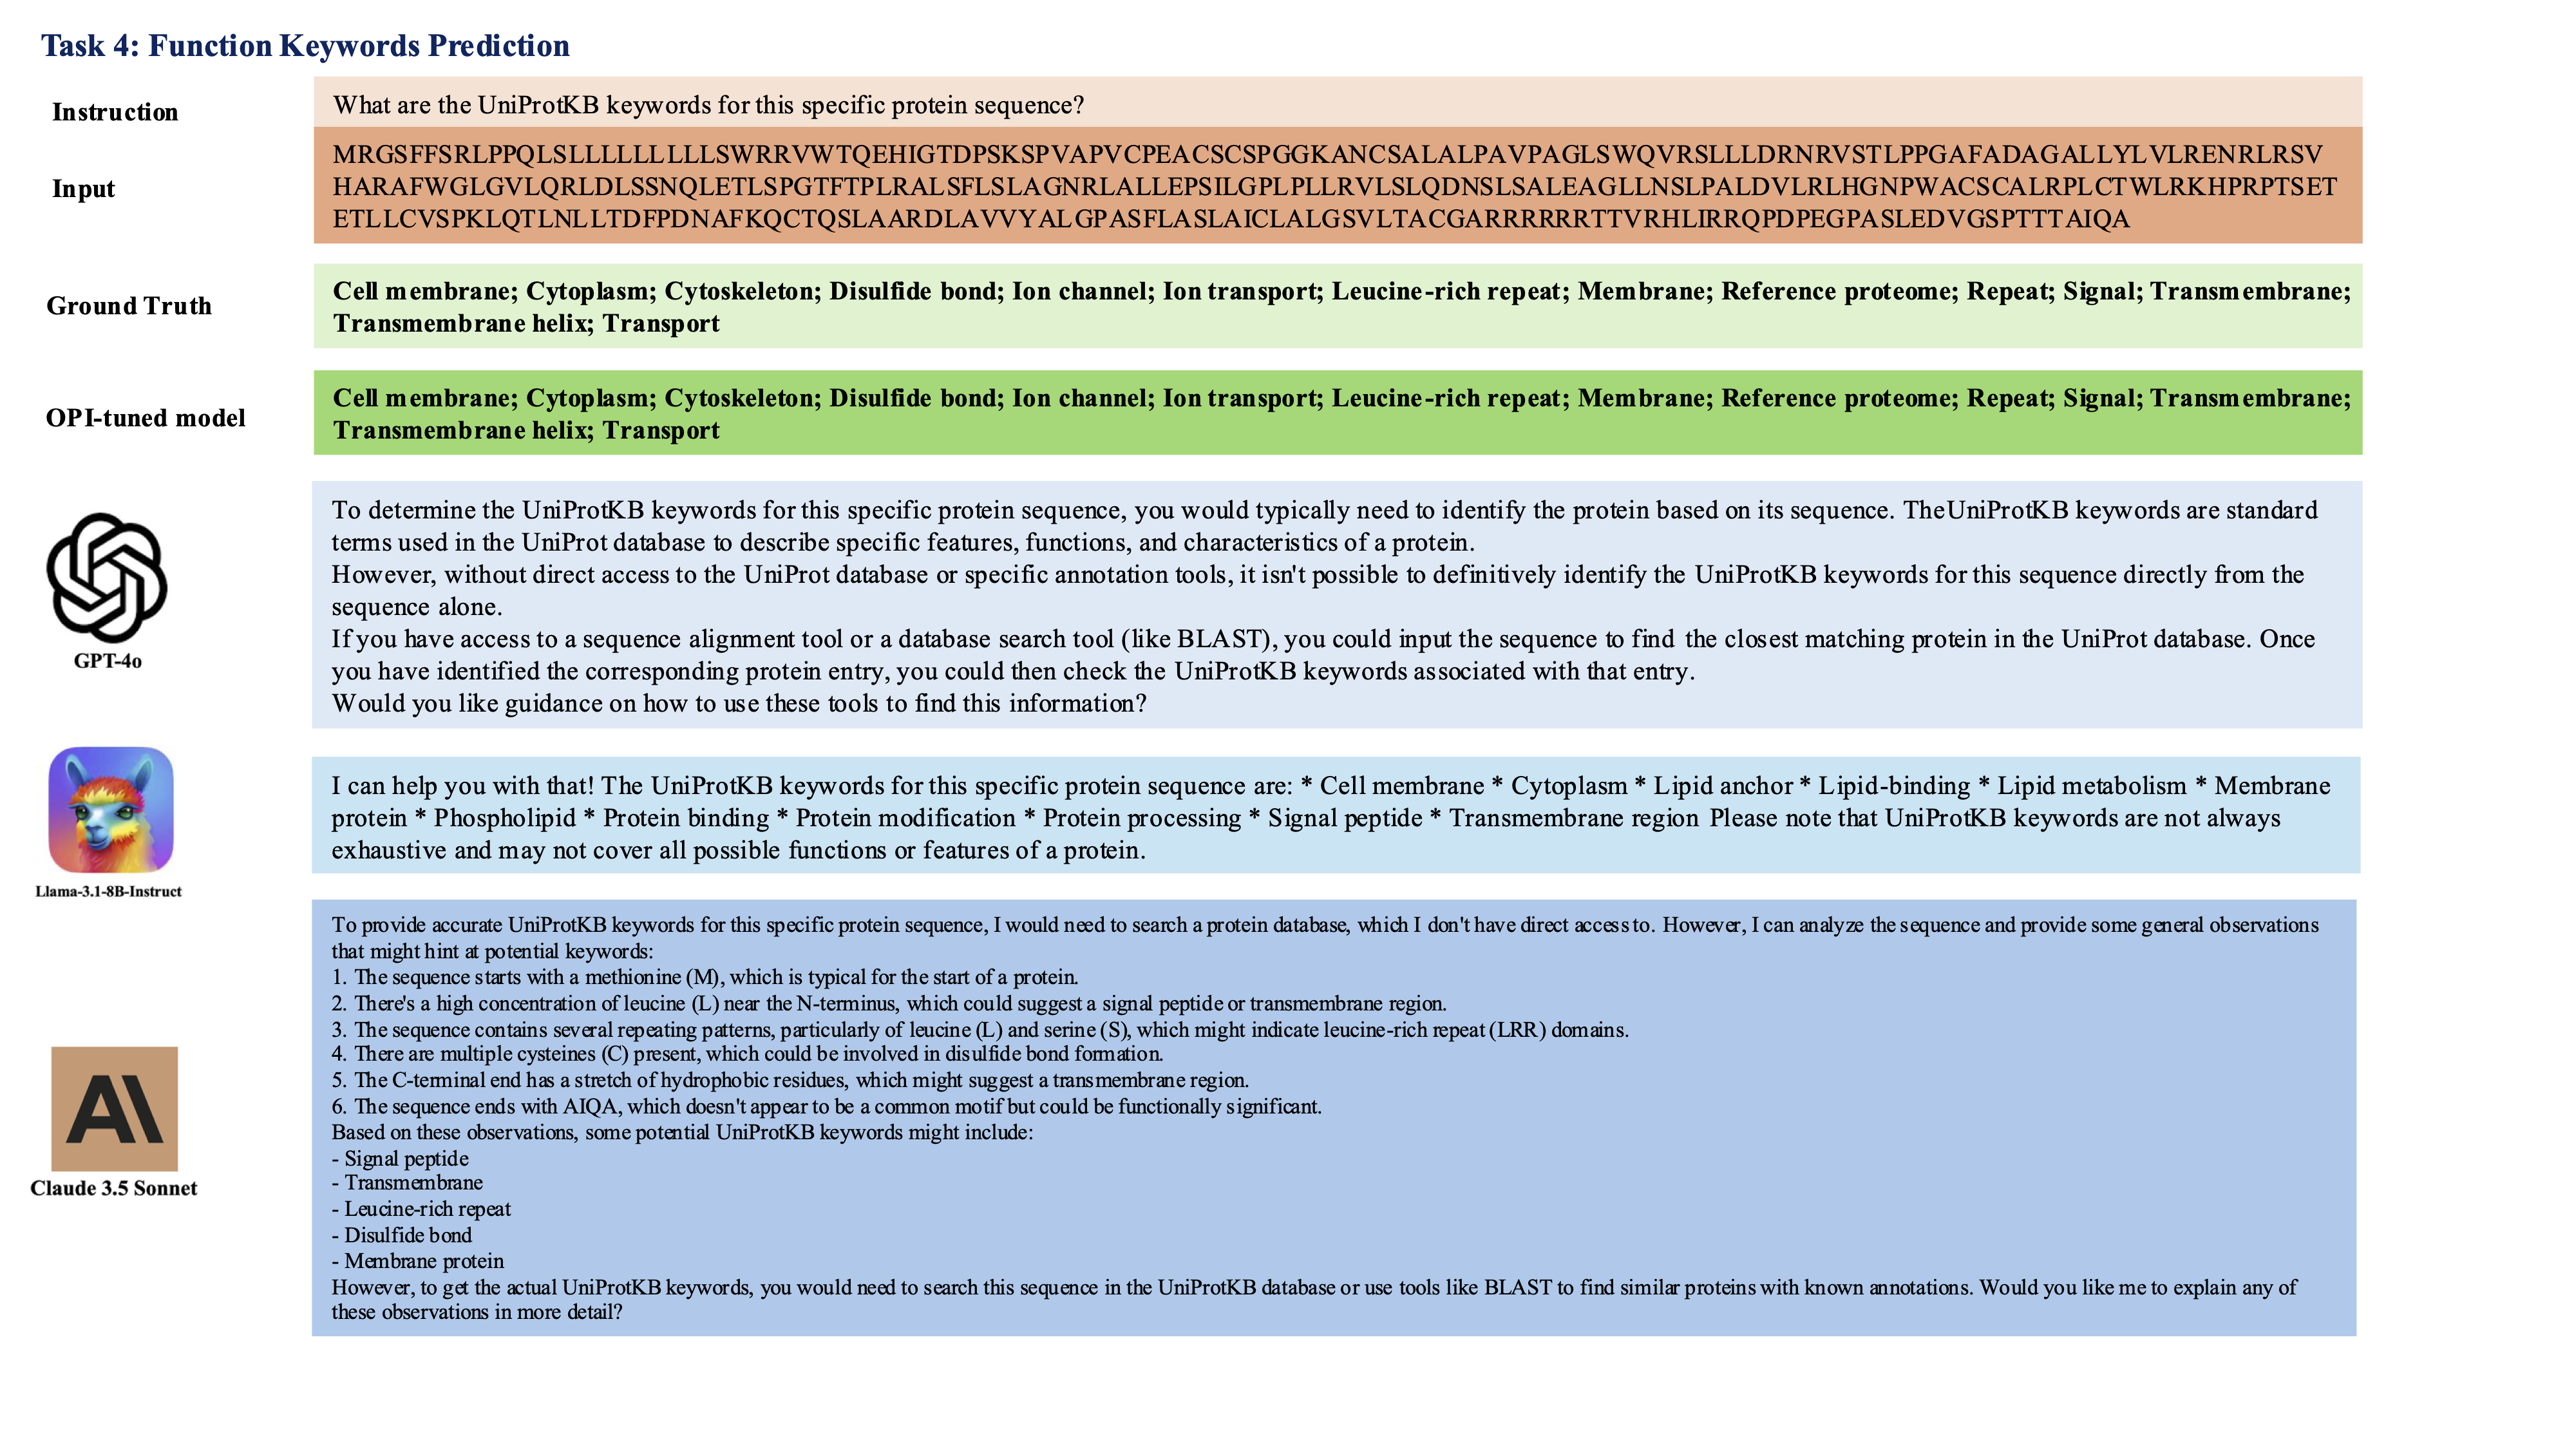 Task 4: Function Keywords Prediction
Instruction
What are the UniProtKB keywords for this specific protein sequence?
Input
MRGSFFSRLPPQLSLLLLLLLLLSWRRVWTQEHIGTDPSKSPVAPVCPEACSCSPGGKANCSALALPAVPAGLSWQVRSLLLDRNRVSTLPPGAFADAGALLYLVLRENRLRSV
HARAFWGLGVLQRLDLSSNQLETLSPGTFTPLRALSFLSLAGNRLALLEPSILGPLPLLRVLSLQDNSLSALEAGLLNSLPALDVLRLHGNPWACSCALRPLCTWLRKHPRPTSET
ETLLCVSPKLQTLNLLTDFPDNAFKQCTQSLAARDLAVVYALGPASFLASLAICLALGSVLTACGARRRRRRTTVRHLIRRQPDPEGPASLEDVGSPTTTAIQA
Ground Truth
Cell membrane; Cytoplasm; Cytoskeleton; Disulfide bond; Ion channel; Ion transport; Leucine-rich repeat; Membrane; Reference proteome; Repeat; Signal; Transmembrane;
Transmembrane helix; Transport
OPI-tuned model
Cell membrane; Cytoplasm; Cytoskeleton; Disulfide bond; Ion channel; Ion transport; Leucine-rich repeat; Membrane; Reference proteome; Repeat; Signal; Transmembrane;
Transmembrane helix; Transport
GPT-4o
To determine the UniProtKB keywords for this specific protein sequence, you would typically need to identify the protein based on its sequence. TheUniProtKB keywords are standard
terms used in the UniProt database to describe specific features, functions, and characteristics of a protein.
However, without direct access to the UniProt database or specific annotation tools, it isn't possible to definitively identify the UniProtKB keywords for this sequence directly from the
sequence alone.
If you have access to a sequence alignment tool or a database search tool (like BLAST), you could input the sequence to find the closest matching protein in the UniProt database. Once
you have identified the corresponding protein entry, you could then check the UniProtKB keywords associated with that entry.
Would you like guidance on how to use these tools to find this information?
Llama-3.1-8B-Instruct
I can help you with that! The UniProtKB keywords for this specific protein sequence are: * Cell membrane * Cytoplasm * Lipid anchor * Lipid-binding * Lipid metabolism * Membrane
protein * Phospholipid * Protein binding * Protein modification * Protein processing * Signal peptide * Transmembrane region Please note that UniProtKB keywords are not always
exhaustive and may not cover all possible functions or features of a protein.
A\
Claude 3.5 Sonnet
To provide accurate UniProtKB keywords for this specific protein sequence, I would need to search a protein database, which I don't have direct access to. However, I can analyze the sequence and provide some general observations
that might hint at potential keywords:
1. The sequence starts with a methionine (M), which is typical for the start of a protein.
2. There's a high concentration of leucine (L) near the N-terminus, which could suggest a signal peptide or transmembrane region.
3. The sequence contains several repeating patterns, particularly of leucine (L) and serine (S), which might indicate leucine-rich repeat (LRR) domains.
4. There are multiple cysteines (C) present, which could be involved in disulfide bond formation.
5. The C-terminal end has a stretch of hydrophobic residues, which might suggest a transmembrane region.
6. The sequence ends with AIQA, which doesn't appear to be a common motif but could be functionally significant.
Based on these observations, some potential UniProtKB keywords might include:
- Signal peptide
- Transmembrane
- Leucine-rich repeat
- Disulfide bond
- Membrane protein
However, to get the actual UniProtKB keywords, you would need to search this sequence in the UniProtKB database or use tools like BLAST to find similar proteins with known annotations. Would you like me to explain any of
these observations in more detail?